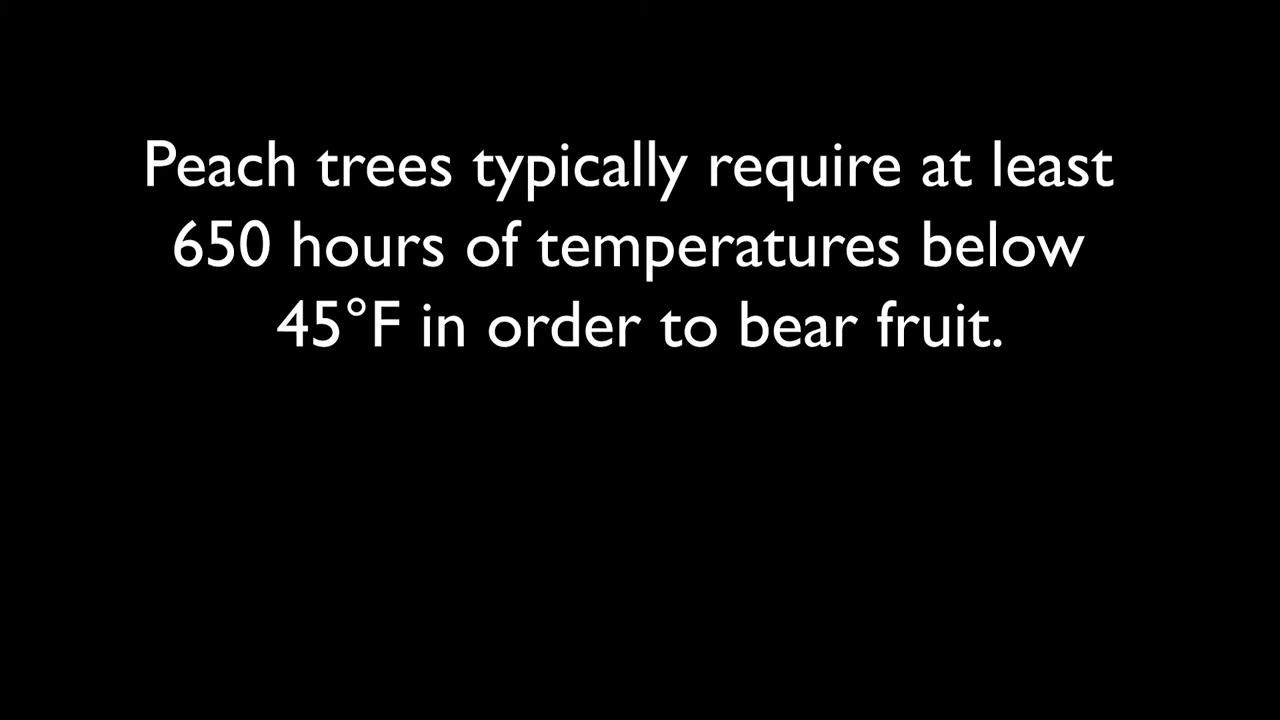 Peach trees typically require at least
650 hours of temperatures below
45°F in order to bear fruit.